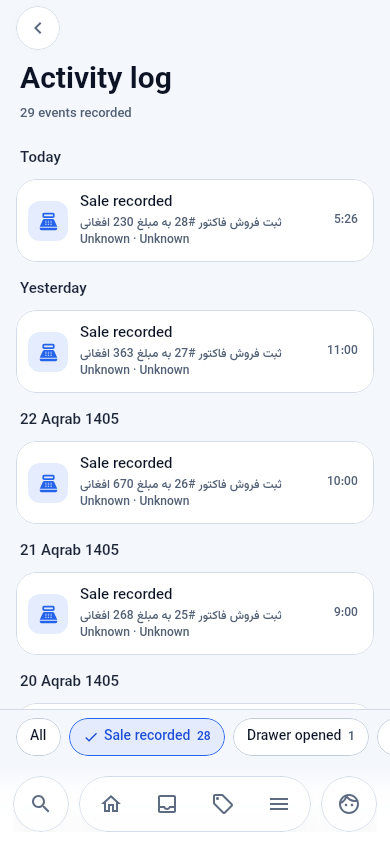 Activity log
29 events recorded
Today
Sale recorded
ثبت فروش فاکتور #28 به مبلغ 230 افغانی
5:26
Unknown · Unknown
Yesterday
Sale recorded
ثبت فروش فاکتور #27 به مبلغ 363 افغانی
11:00
Unknown · Unknown
22 Aqrab 1405
Sale recorded
ثبت فروش فاکتور #26 به مبلغ 670 افغانی
10:00
Unknown · Unknown
21 Aqrab 1405
Sale recorded
ثبت فروش فاکتور #25 به مبلغ 268 افغانی
9:00
Unknown · Unknown
20 Aqrab 1405
All
Sale recorded 28
Drawer opened 1